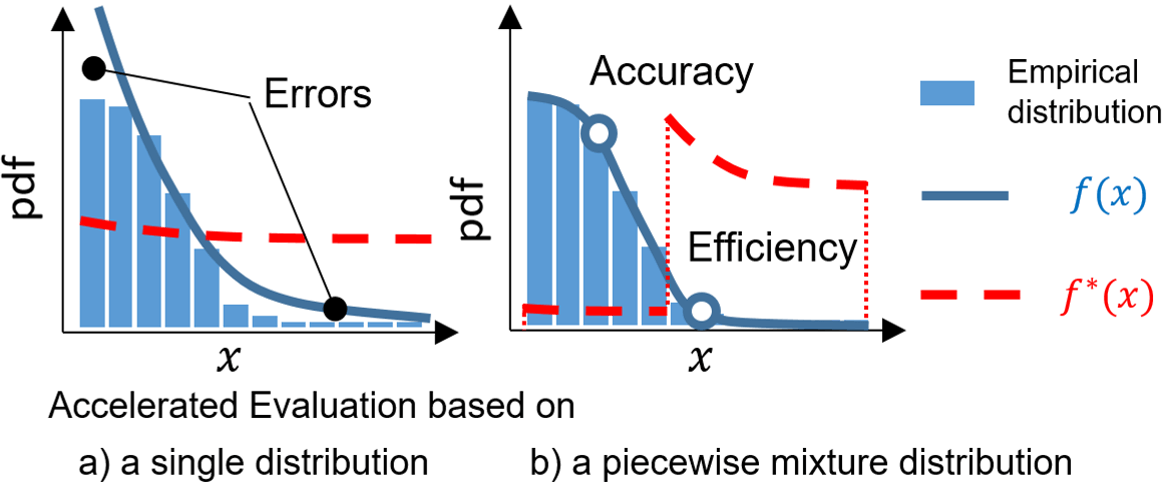 pdf
Errors
x
pdf
Accuracy
Efficiency
x
Empirical
distribution
f(x)
f*(x)
Accelerated Evaluation based on
a) a single distribution
b) a piecewise mixture distribution